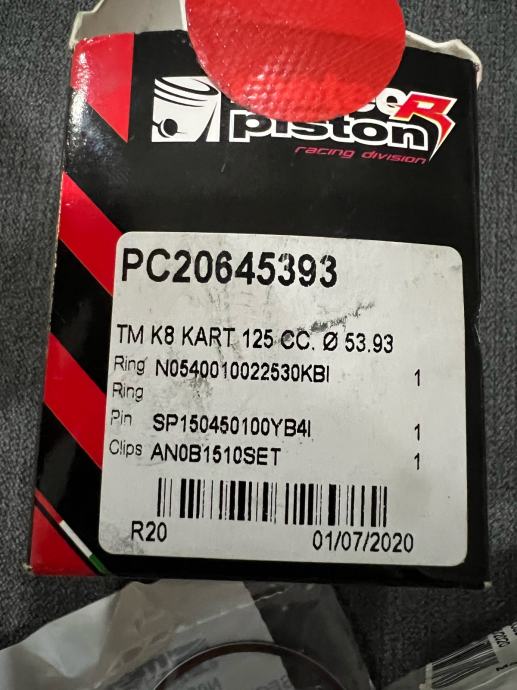 piston R
racing division
PC20645393
TM K8 KART 125 CC. Ø 53.93
Ring N0540010022530KBI 1
Ring
Pin SP150450100YB4I 1
Clips AN0B1510SET 1
R20 01/07/2020